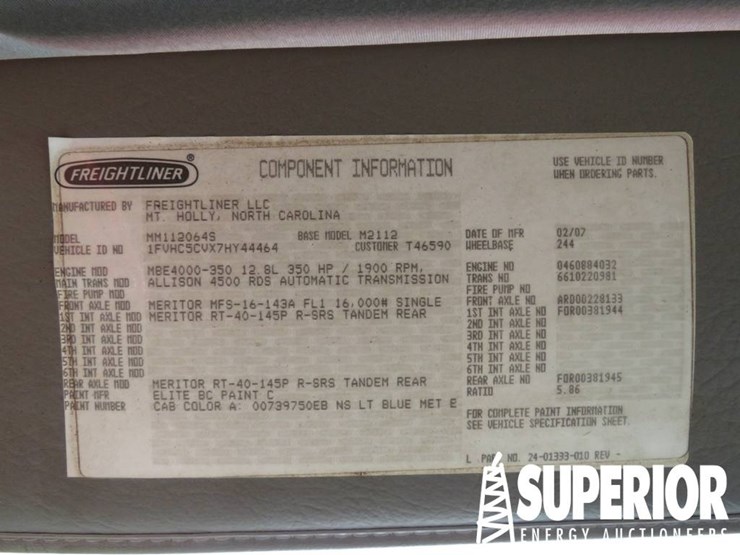 FREIGHTLINER ®
COMPONENT INFORMATION
USE VEHICLE ID NUMBER
WHEN ORDERING PARTS.
MANUFACTURED BY FREIGHTLINER LLC
MT. HOLLY, NORTH CAROLINA
MODEL MM112064S BASE MODEL M2112 DATE OF MFR 02/07
VEHICLE ID NO 1FVHC5CVX7HY44464 CUSTOMER T46590 WHEELBASE 244
ENGINE MOD MBE4000-350 12.8L 350 HP / 1900 RPM, ENGINE NO 0460884032
MAIN TRANS MOD ALLISON 4500 RDS AUTOMATIC TRANSMISSION TRANS NO 6610220981
FIRE PUMP MOD FIRE PUMP NO
FRONT AXLE MOD MERITOR MFS-16-143A FL1 16,000# SINGLE FRONT AXLE NO ARD00228133
1ST INT AXLE MOD MERITOR RT-40-145P R-SRS TANDEM REAR 1ST INT AXLE NO FOR00381944
2ND INT AXLE MOD 2ND INT AXLE NO
3RD INT AXLE MOD 3RD INT AXLE NO
4TH INT AXLE MOD 4TH INT AXLE NO
5TH INT AXLE MOD 5TH INT AXLE NO
6TH INT AXLE MOD 6TH INT AXLE NO
REAR AXLE MOD MERITOR RT-40-145P R-SRS TANDEM REAR REAR AXLE NO FOR00381945
PAINT MFR ELITE BC PAINT C RATIO 5.86
PAINT NUMBER CAB COLOR A: 00739750EB NS LT BLUE MET E
FOR COMPLETE PAINT INFORMATION
SEE VEHICLE SPECIFICATION SHEET.
L PART NO. 24-01333-010 REV -
SUPERIOR
ENERGY AUCTIONEERS